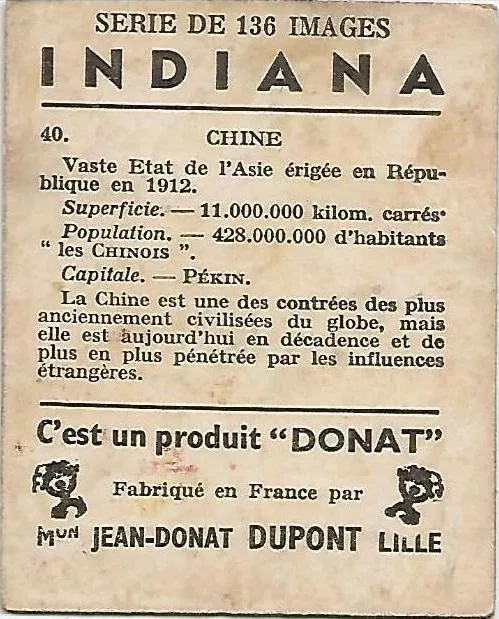 SERIE DE 136 IMAGES
INDIANA
40. CHINE
Vaste Etat de l'Asie érigée en Répu-
blique en 1912.
Superficie. — 11.000.000 kilom. carrés.
Population. — 428.000.000 d'habitants
" les CHINOIS ".
Capitale. — PÉKIN.
La Chine est une des contrées des plus
anciennement civilisées du globe, mais
elle est aujourd'hui en décadence et de
plus en plus pénétrée par les influences
étrangères.
C'est un produit "DONAT"
Fabriqué en France par
Mᵒⁿ JEAN-DONAT DUPONT LILLE